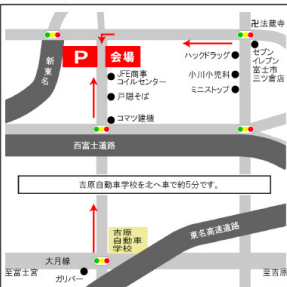 卍法蔵寺
新東名
P
会場
ハックドラッグ
セブン
イレブン
富士市
三ツ倉店
JFE商事
コイルセンター
小川小児科
戸隠そば
ミニストップ
コマツ建機
西富士道路
吉原自動車学校を北へ車で約5分です。
吉原
自動車
学校
東名高速道路
大月線
至富士宮
ガリバー
至吉原